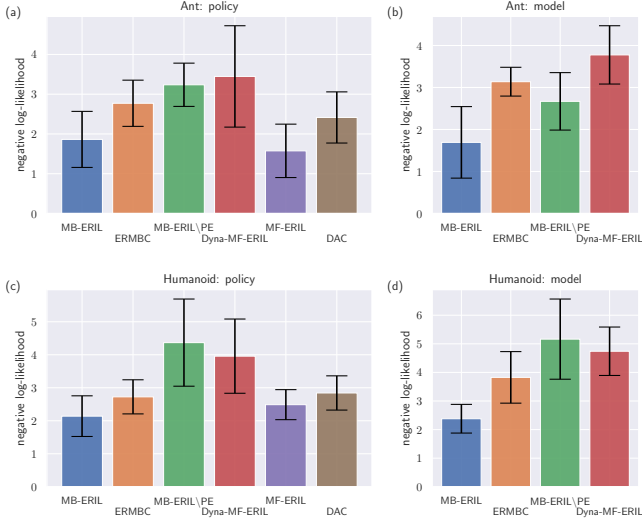 (a)
Ant: policy
negative log-likelihood
4
3
2
1
0
MB-ERIL
MB-ERIL\PE
MF-ERIL
ERMBC
Dyna-MF-ERIL
DAC
(b)
Ant: model
negative log-likelihood
4
3
2
1
0
MB-ERIL
MB-ERIL\PE
ERMBC
Dyna-MF-ERIL
(c)
Humanoid: policy
negative log-likelihood
5
4
3
2
1
0
MB-ERIL
MB-ERIL\PE
MF-ERIL
ERMBC
Dyna-MF-ERIL
DAC
(d)
Humanoid: model
negative log-likelihood
6
5
4
3
2
1
0
MB-ERIL
MB-ERIL\PE
ERMBC
Dyna-MF-ERIL